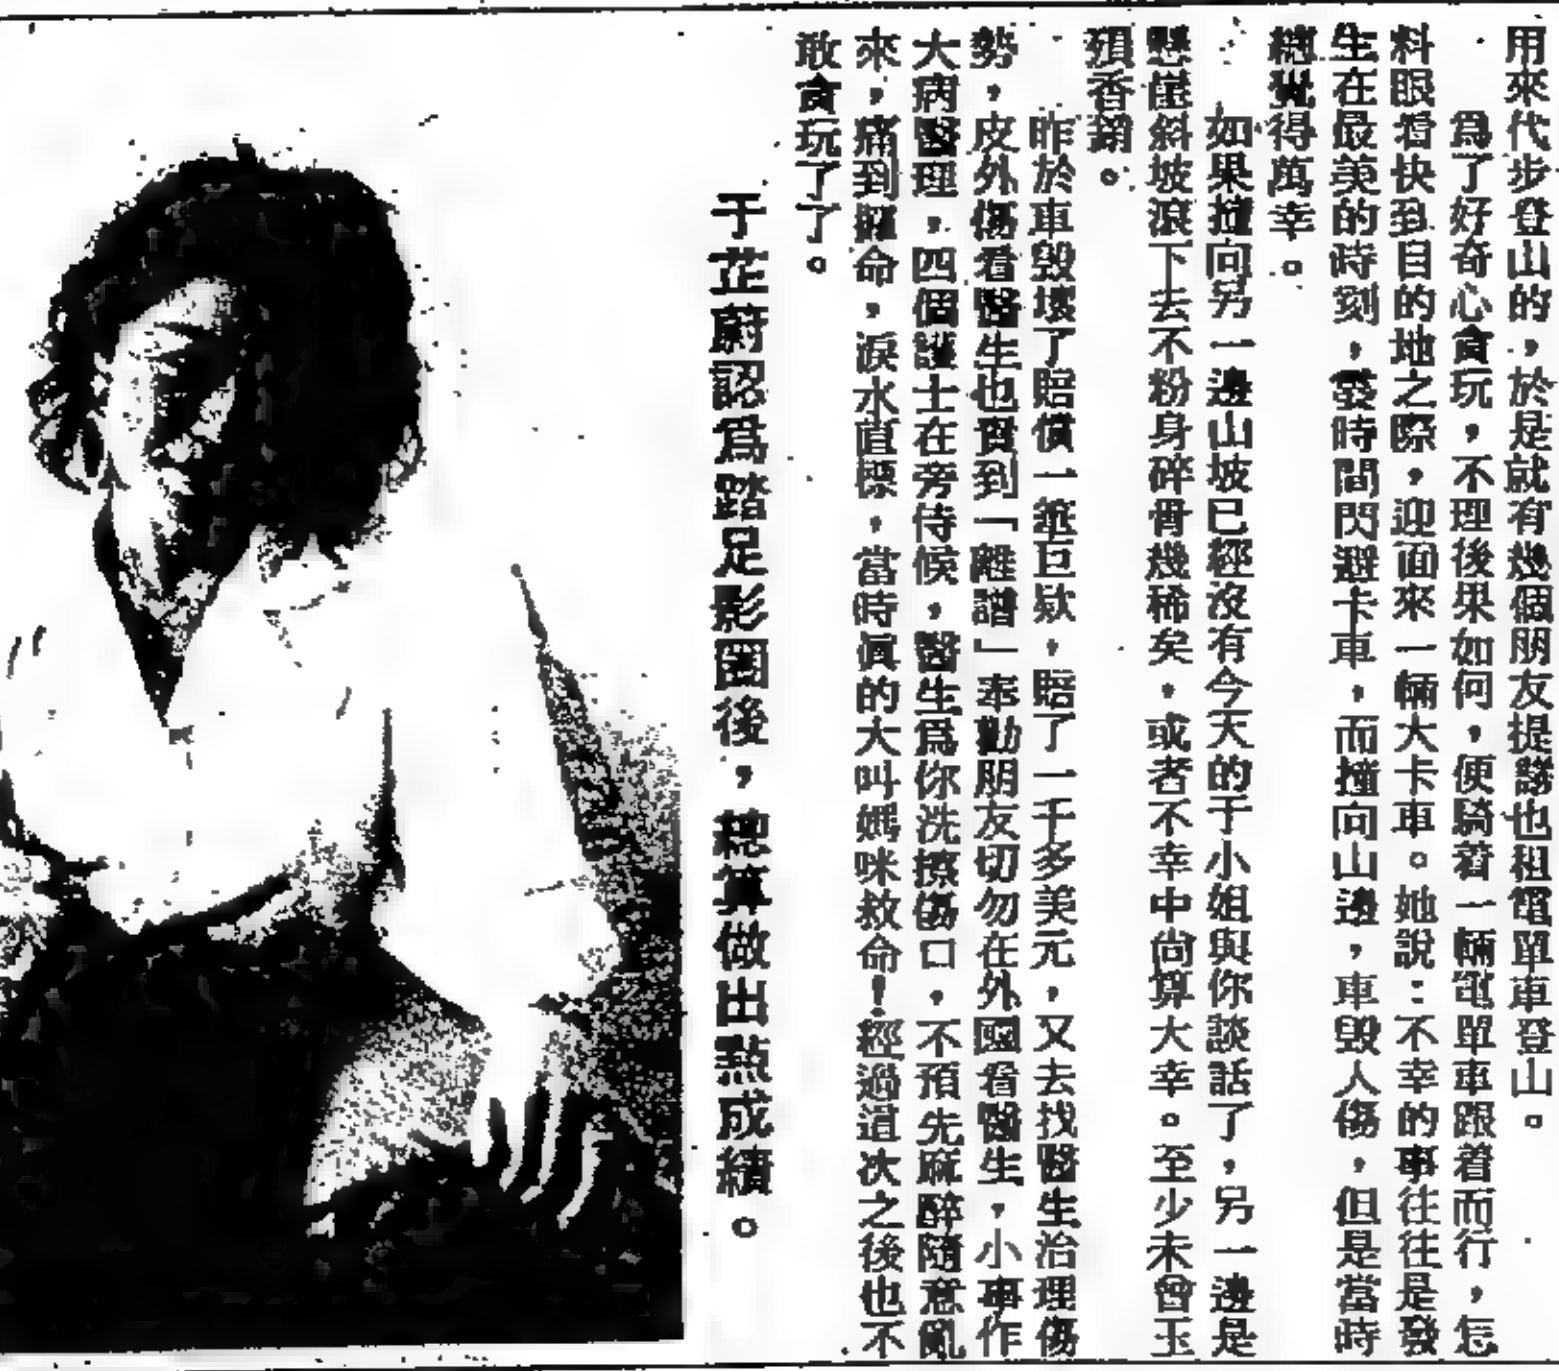 用來代步登山的，於是就有幾個朋友提議也租電單車登山。
爲了好奇心貪玩，不理後果如何，便騎着一輛電單車跟着而行，怎
料眼看快到目的地之際，迎面來一輛大卡車。她說：不幸的事往往是發
生在最美的時刻，霎時間閃避卡車，而撞向山邊，車毁人傷，但是當時
總覺得萬幸。
如果撞向另一邊山坡已經沒有今天的于小姐與你談話了，另一邊是
懸崖斜坡滾下去不粉身碎骨幾稀矣，或者不幸中尚算大幸。至少未曾玉
殞香銷。
昨於車毀壞了賠償一筆巨欵，賠了一千多美元，又去找醫生治理傷
勢，皮外傷看醫生也貴到「離譜」奉勸朋友切勿在外國看醫生，小事作
大病醫理，四個護士在旁侍候，醫生爲你洗擦傷口，不預先麻醉隨意亂
來，痛到攞命，淚水直標，當時眞的大叫媽咪救命！經過這次之後也不
敢貪玩了了。
于芷蔚認爲踏足影圈後，總算做出點成績。